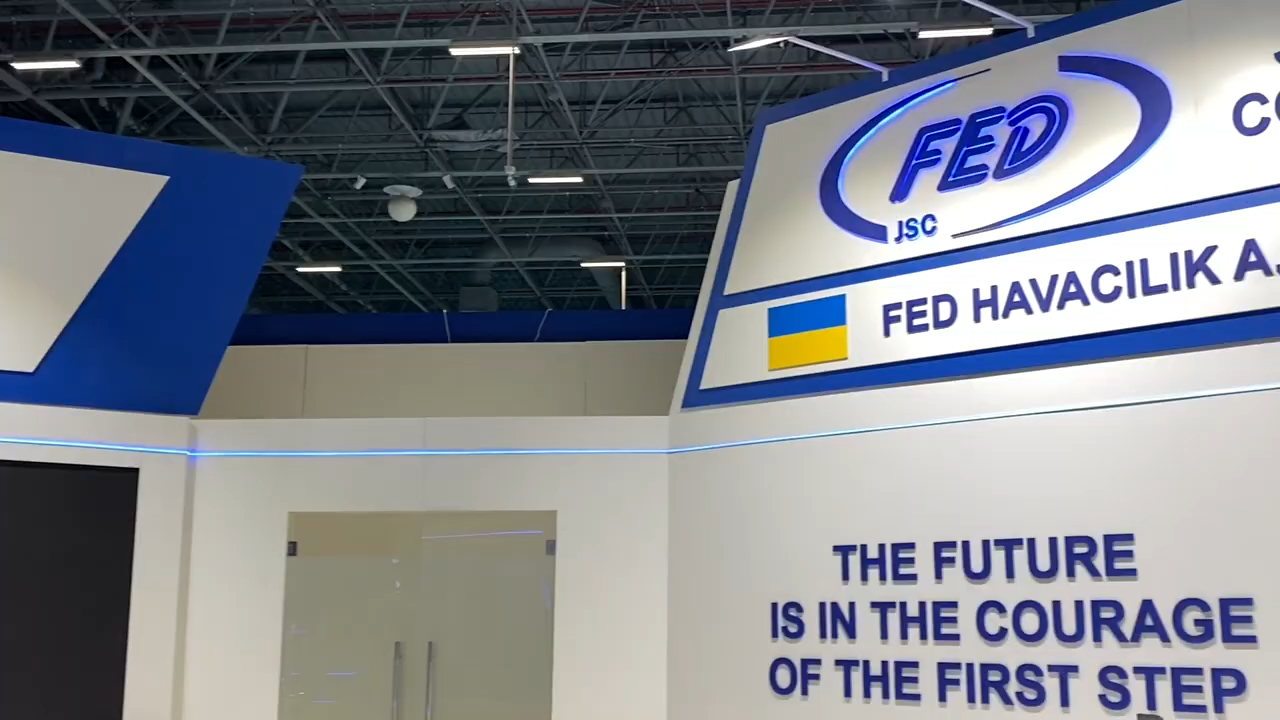 FED
JSC
FED HAVACILIK A.
THE FUTURE
IS IN THE COURAGE
OF THE FIRST STEP